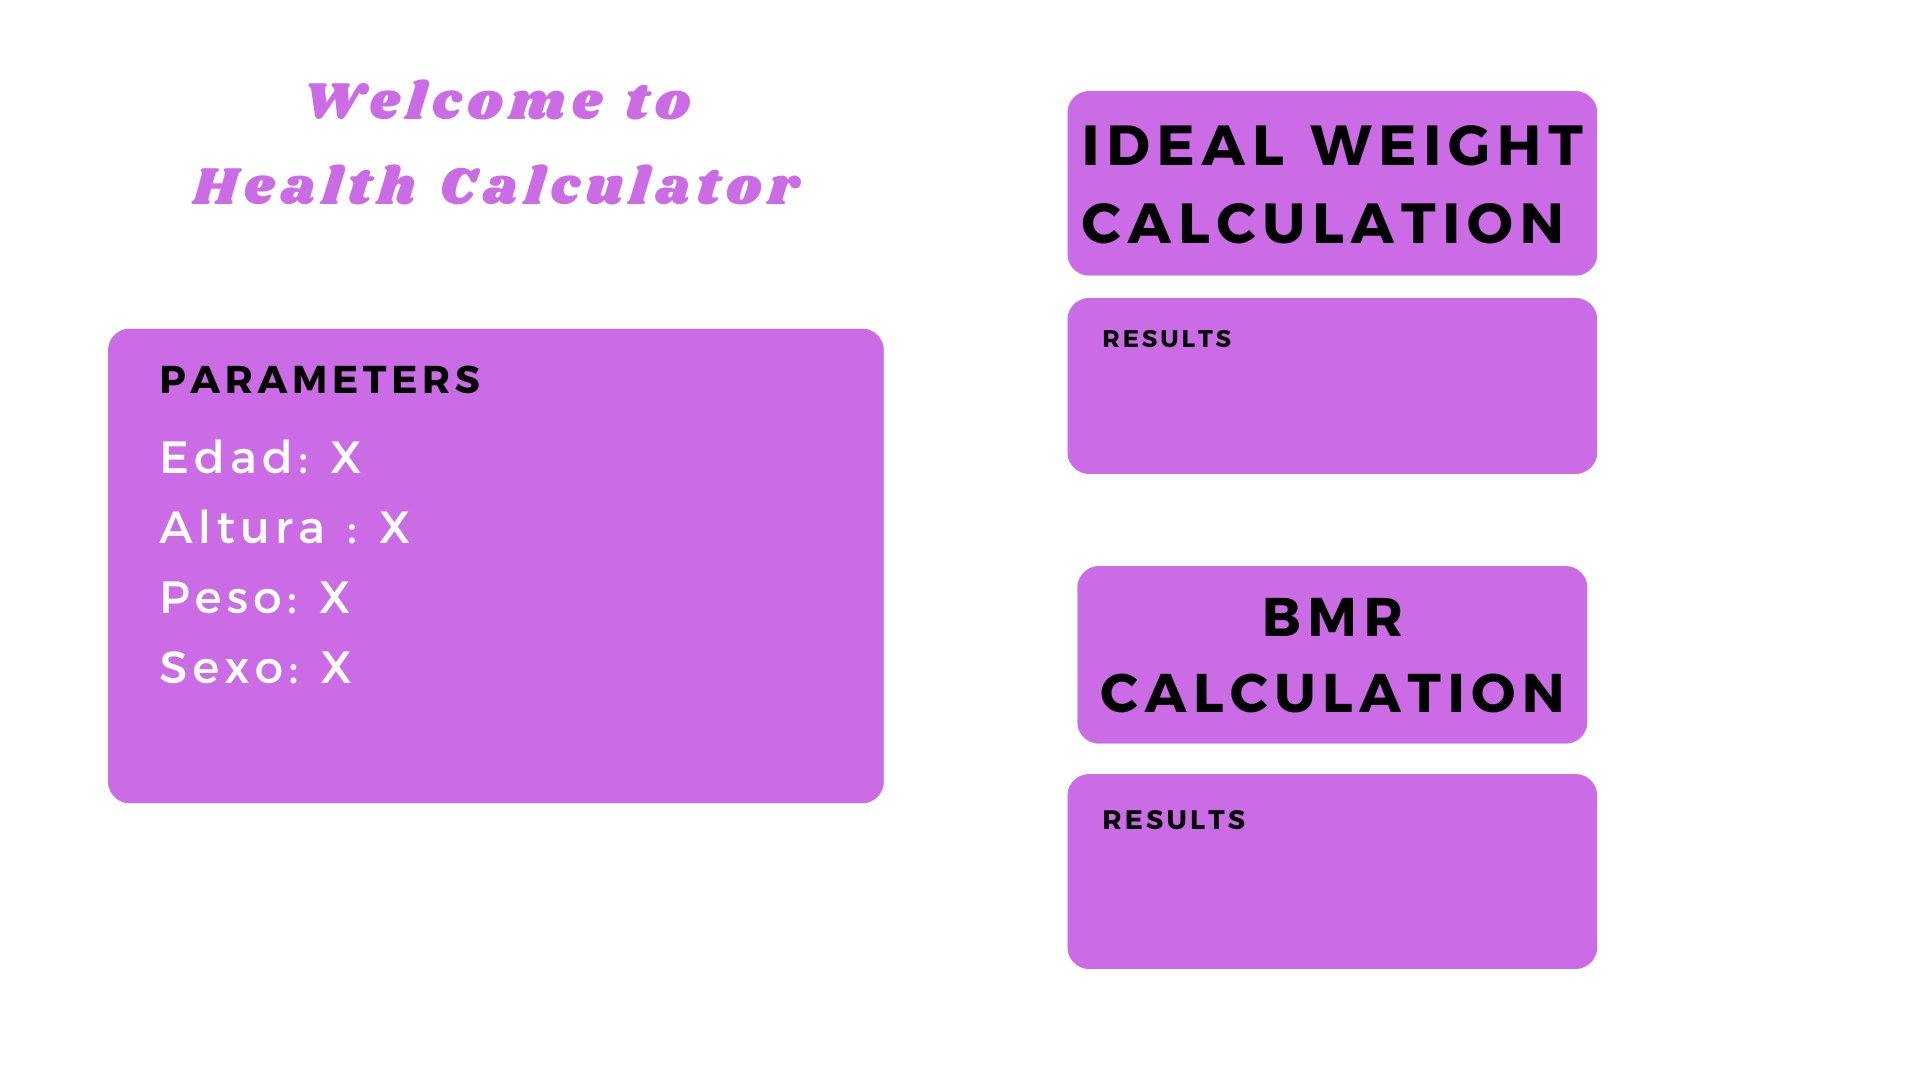 Welcome to
Health Calculator
PARAMETERS
Edad: X
Altura : X
Peso: X
Sexo: X
IDEAL WEIGHT
CALCULATION
RESULTS
BMR
CALCULATION
RESULTS